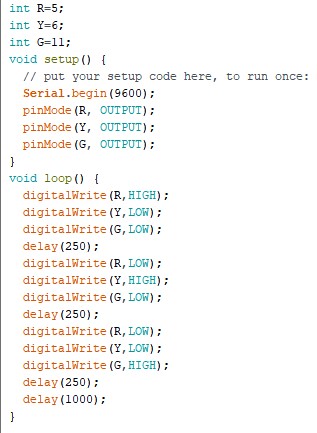 int R=5;
int Y=6;
int G=11;
void setup() {
// put your setup code here, to run once:
Serial.begin(9600);
pinMode(R, OUTPUT);
pinMode(Y, OUTPUT);
pinMode(G, OUTPUT);
}
void loop() {
digitalWrite(R,HIGH);
digitalWrite(Y,LOW);
digitalWrite(G,LOW);
delay(250);
digitalWrite(R,LOW);
digitalWrite(Y,HIGH);
digitalWrite(G,LOW);
delay(250);
digitalWrite(R,LOW);
digitalWrite(Y,LOW);
digitalWrite(G,HIGH);
delay(250);
delay(1000);
}